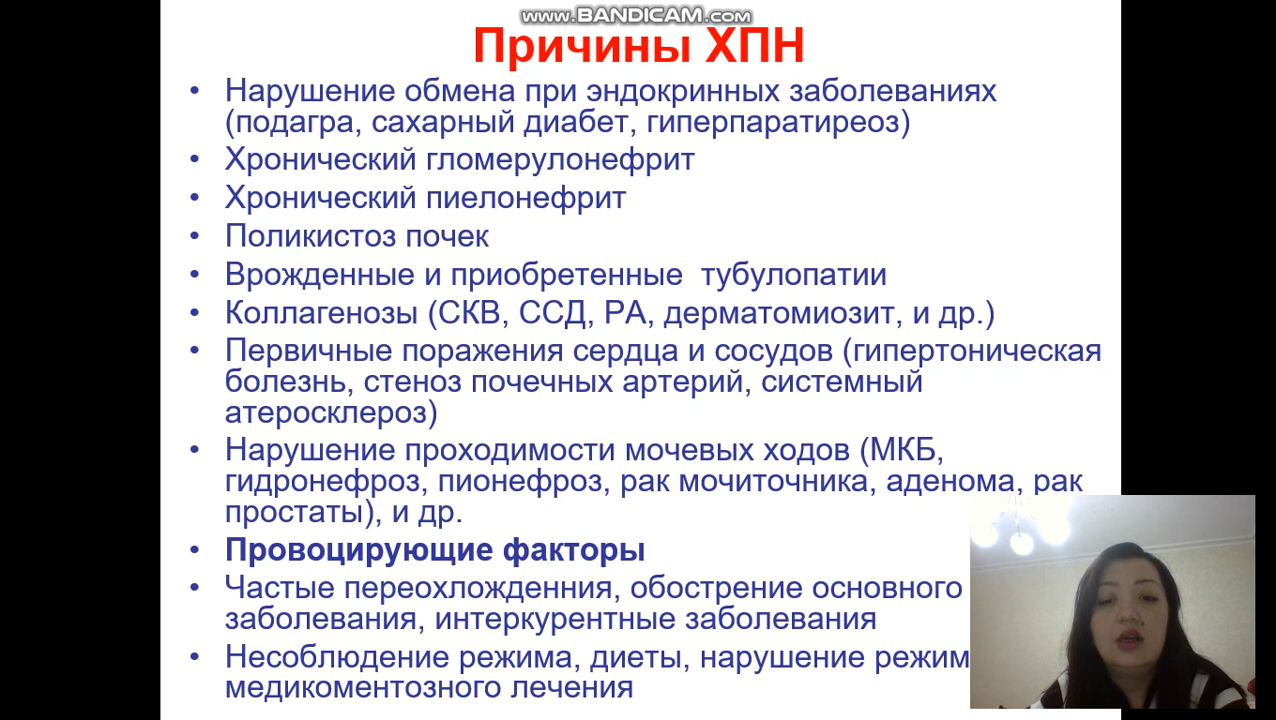 www.BANDICAM.com
Причины ХПН
• Нарушение обмена при эндокринных заболеваниях
(подагра, сахарный диабет, гиперпаратиреоз)
• Хронический гломерулонефрит
• Хронический пиелонефрит
• Поликистоз почек
• Врожденные и приобретенные тубулопатии
• Коллагенозы (СКВ, ССД, РА, дерматомиозит, и др.)
• Первичные поражения сердца и сосудов (гипертоническая
болезнь, стеноз почечных артерий, системный
атеросклероз)
• Нарушение проходимости мочевых ходов (МКБ,
гидронефроз, пионефроз, рак мочиточника, аденома, рак
простаты), и др.
• Провоцирующие факторы
• Частые переохложденния, обострение основного
заболевания, интеркурентные заболевания
• Несоблюдение режима, диеты, нарушение режим
медикоментозного лечения